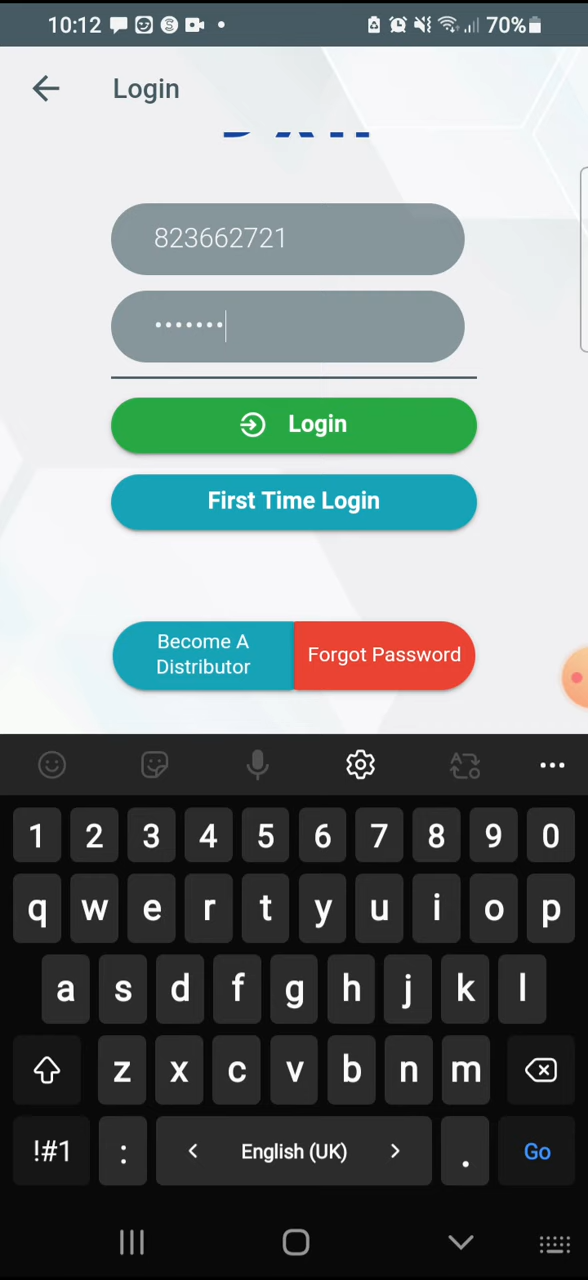 10:12 70%
Login
823662721
•••••••
Login
First Time Login
Become A
Distributor
Forgot Password
1 2 3 4 5 6 7 8 9 0
q w e r t y u i o p
a s d f g h j k l
z x c v b n m
!#1 : < English (UK) > . Go